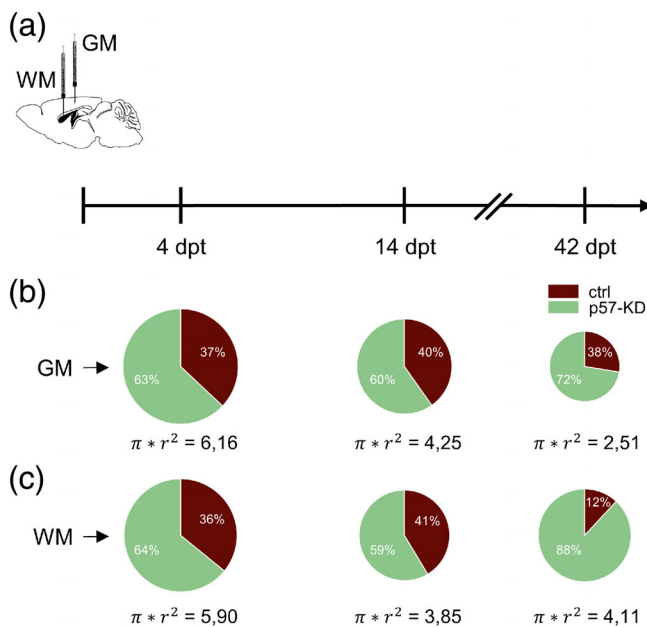 (a)
GM
WM
4 dpt
14 dpt
42 dpt
(b)
ctrl
p57-KD
GM
37%
63%
40%
60%
38%
72%
π * r² = 6,16
π * r² = 4,25
π * r² = 2,51
(c)
WM
36%
64%
41%
59%
12%
88%
π * r² = 5,90
π * r² = 3,85
π * r² = 4,11